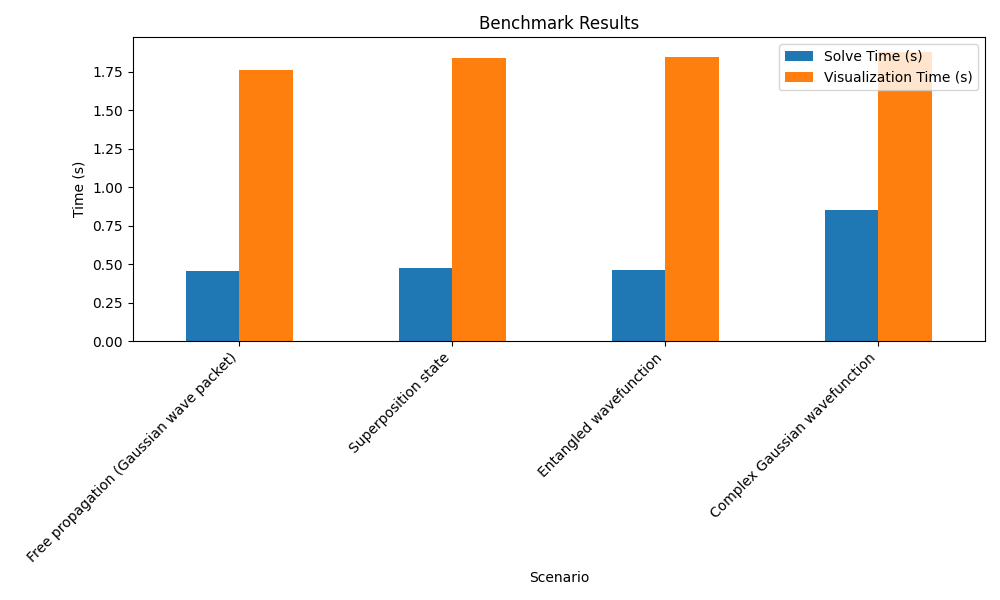 Benchmark Results
Solve Time (s)
Visualization Time (s)
Time (s)
1.75
1.50
1.25
1.00
0.75
0.50
0.25
0.00
Free propagation (Gaussian wave packet)
Superposition state
Entangled wavefunction
Complex Gaussian wavefunction
Scenario